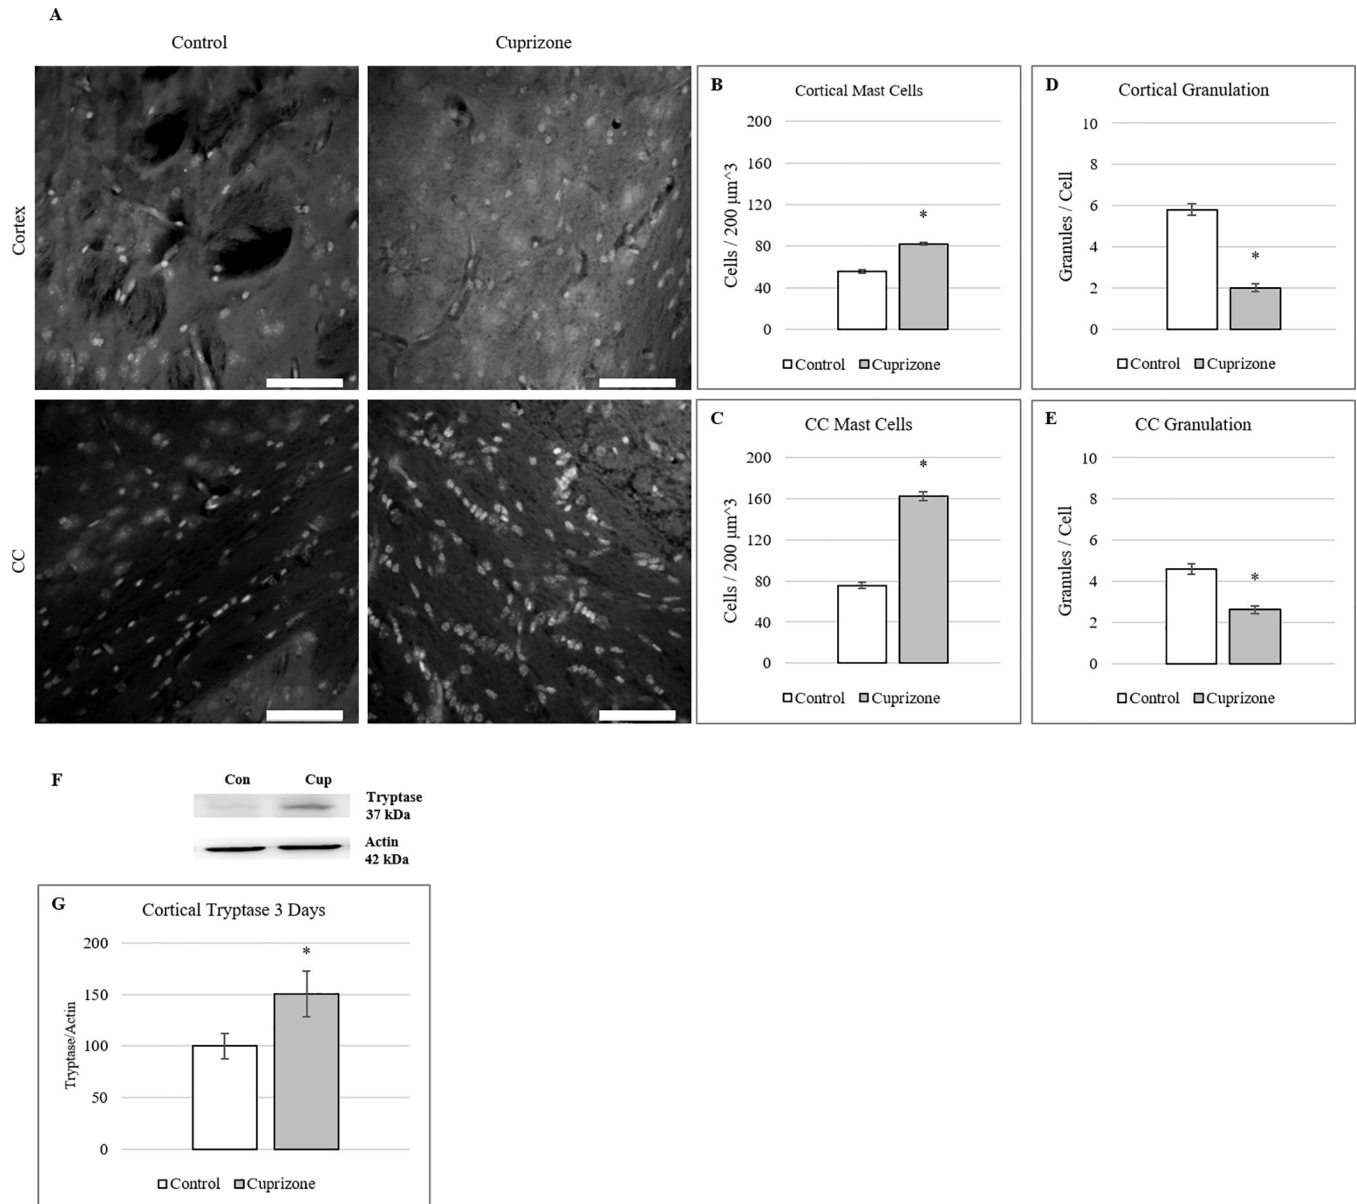 A
Control
Cuprizone
Cortex
CC
B
Cortical Mast Cells
Cells / 200 µm^3
200
160
120
80
40
0
*
Control Cuprizone
D
Cortical Granulation
Granules / Cell
10
8
6
4
2
0
*
Control Cuprizone
C
CC Mast Cells
Cells / 200 µm^3
200
160
120
80
40
0
*
Control Cuprizone
E
CC Granulation
Granules / Cell
10
8
6
4
2
0
*
Control Cuprizone
F
Con Cup
Tryptase
37 kDa
Actin
42 kDa
G
Cortical Tryptase 3 Days
Tryptase/Actin
200
150
100
50
0
*
Control Cuprizone